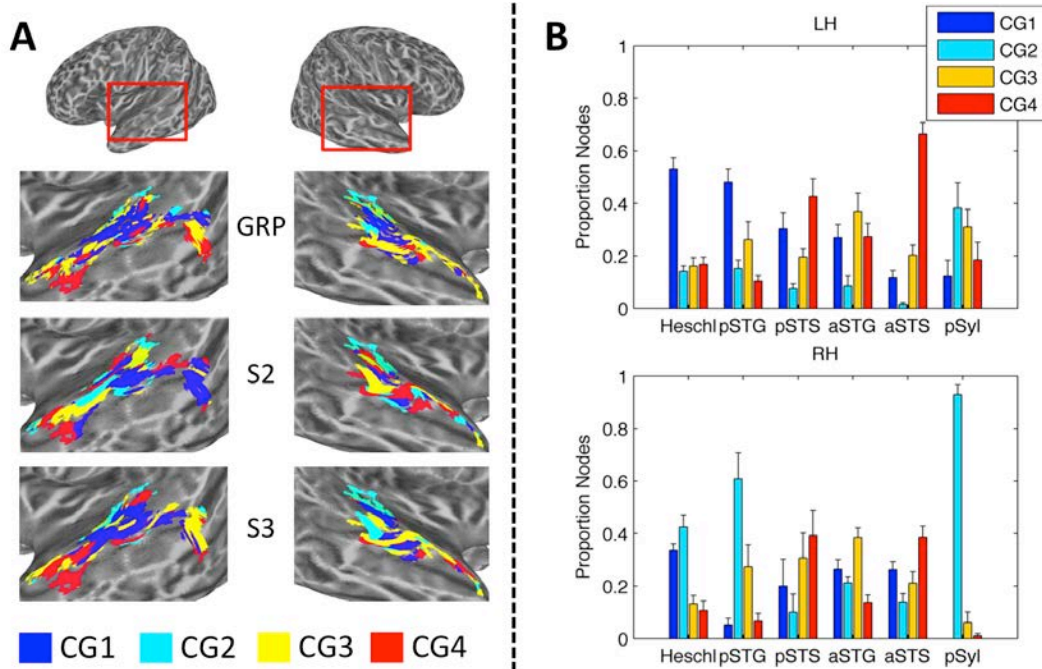 A
GRP
S2
S3
CG1 CG2 CG3 CG4
B
LH
CG1
CG2
CG3
CG4
Proportion Nodes
1
0.8
0.6
0.4
0.2
0
Heschl pSTG pSTS aSTG aSTS pSyl
RH
Proportion Nodes
1
0.8
0.6
0.4
0.2
0
Heschl pSTG pSTS aSTG aSTS pSyl